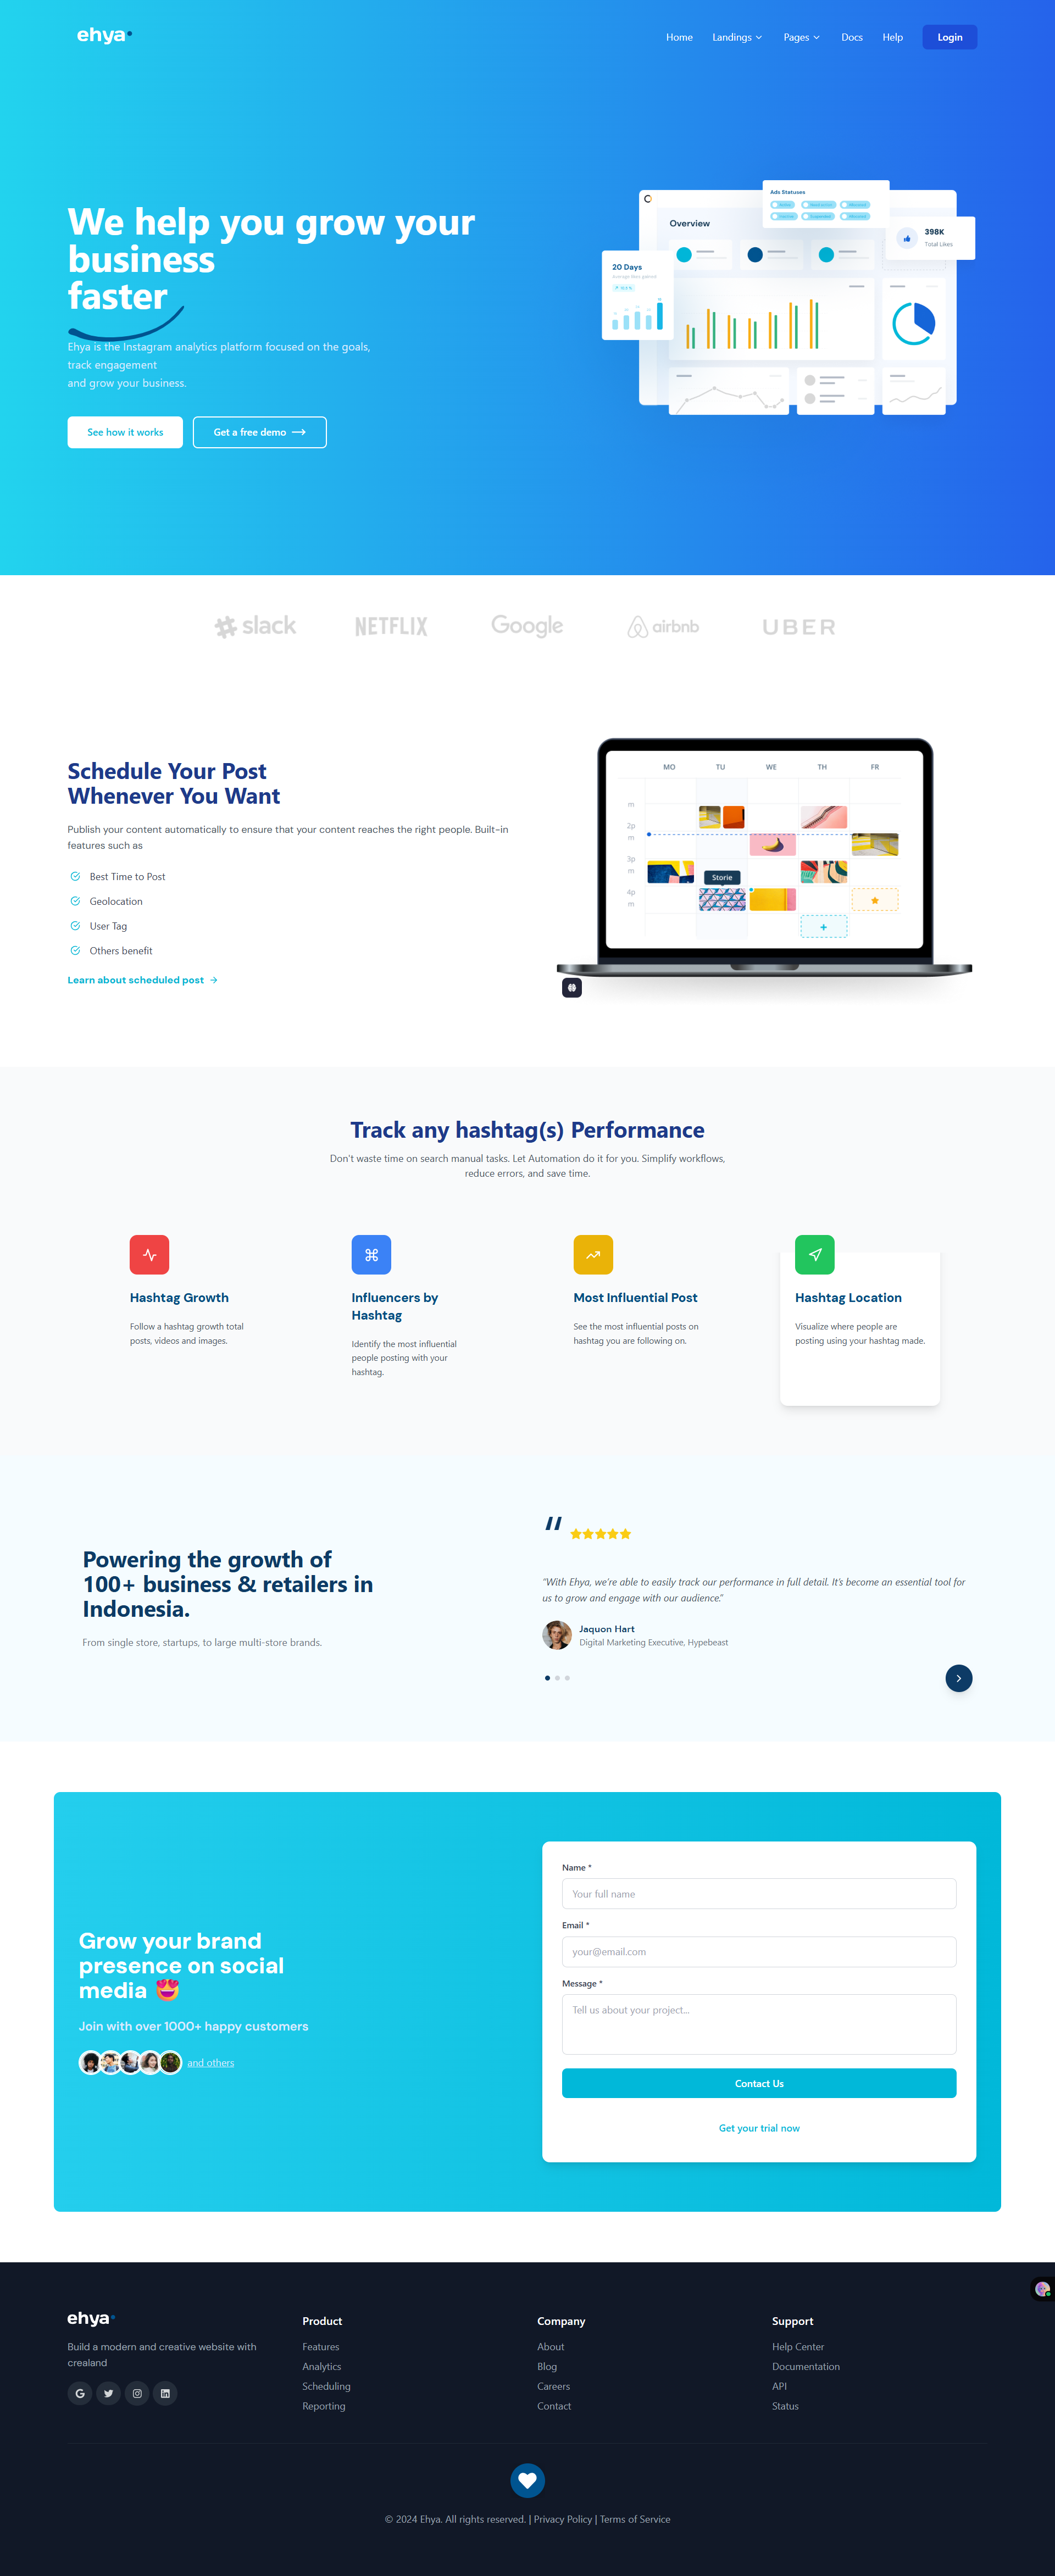 ehya
Home
Landings
Pages
Docs
Help
Login
We help you grow your
business
faster
Ehya is the Instagram analytics platform focused on the goals,
track engagement
and grow your business.
See how it works
Get a free demo
Ads Statuses
Overview
398K
Total Likes
20 Days
slack
NETFLIX
Google
airbnb
UBER
Schedule Your Post
Whenever You Want
Publish your content automatically to ensure that your content reaches the right people. Built-in
features such as
Best Time to Post
Geolocation
User Tag
Others benefit
Learn about scheduled post
MO
TU
WE
TH
FR
m
2p
m
3p
m
Storie
4p
m
Track any hashtag(s) Performance
Don't waste time on search manual tasks. Let Automation do it for you. Simplify workflows,
reduce errors, and save time.
Hashtag Growth
Follow a hashtag growth total
posts, videos and images.
Influencers by
Hashtag
Identify the most influential
people posting with your
hashtag.
Most Influential Post
See the most influential posts on
hashtag you are following on.
Hashtag Location
Visualize where people are
posting using your hashtag made.
Powering the growth of
100+ business & retailers in
Indonesia.
From single store, startups, to large multi-store brands.
“With Ehya, we’re able to easily track our performance in full detail. It’s become an essential tool for
us to grow and engage with our audience.”
Jaquon Hart
Digital Marketing Executive, Hypebeast
Grow your brand
presence on social
media 😍
Join with over 1000+ happy customers
and others
Name *
Your full name
Email *
your@email.com
Message *
Tell us about your project...
Contact Us
Get your trial now
ehya
Build a modern and creative website with
crealand
Product
Features
Analytics
Scheduling
Reporting
Company
About
Blog
Careers
Contact
Support
Help Center
Documentation
API
Status
© 2024 Ehya. All rights reserved. | Privacy Policy | Terms of Service